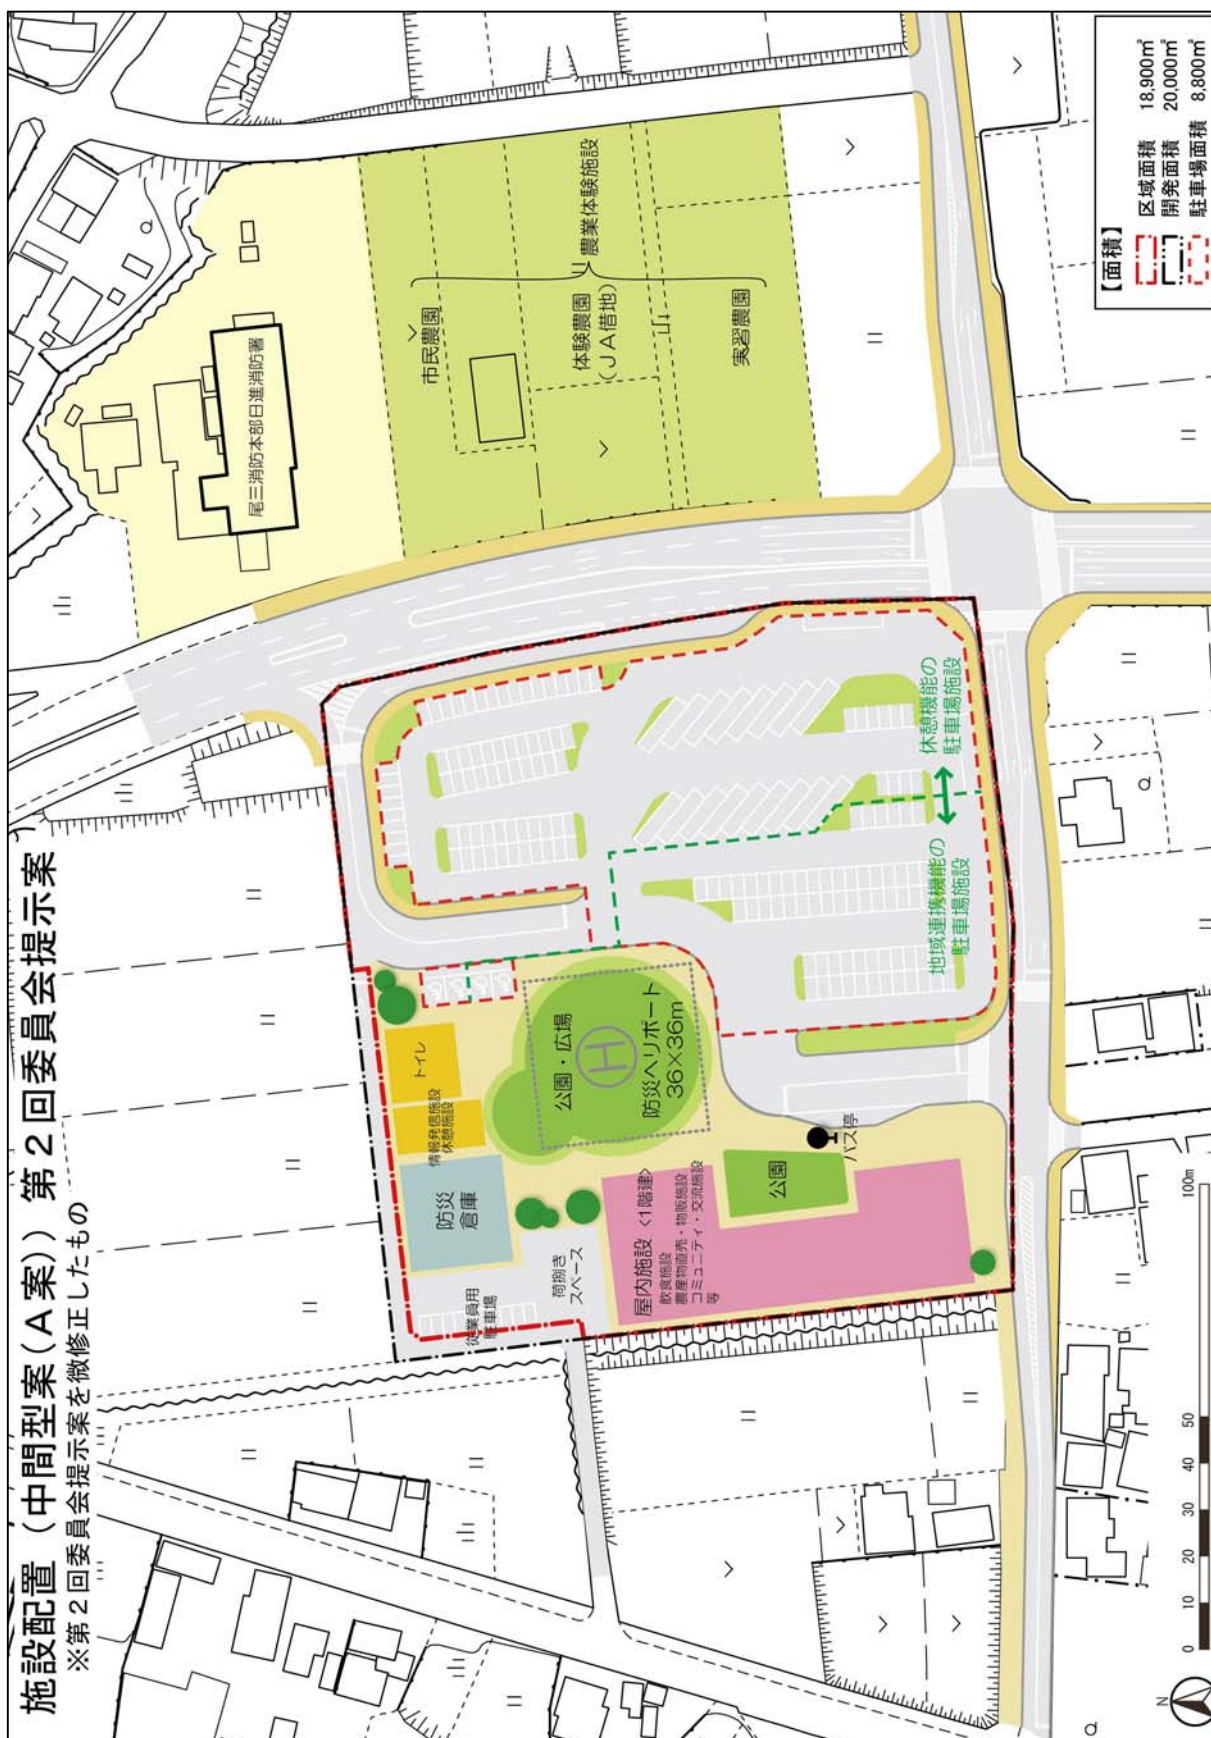 施設配置（中間型案（Ａ案））第２回委員会提示案
※第２回委員会提示案を微修正したもの
尾三消防本部日進消防署
市民農園
体験農園
（ＪＡ借地）
実習農園
農業体験施設
トイレ
情報発信施設
休憩施設
防災
倉庫
公園・広場
H
防災ヘリポート
36×36m
従業員用
駐車場
荷捌き
スペース
屋内施設＜1階建＞
飲食施設
農産物直売・物販施設
コミュニティ・交流施設
等
公園
バス停
地域連携機能の
駐車場施設
休憩機能の
駐車場施設
【面積】
区域面積 18,900㎡
開発面積 20,000㎡
駐車場面積 8,800㎡
N
0 10 20 30 40 50 100m